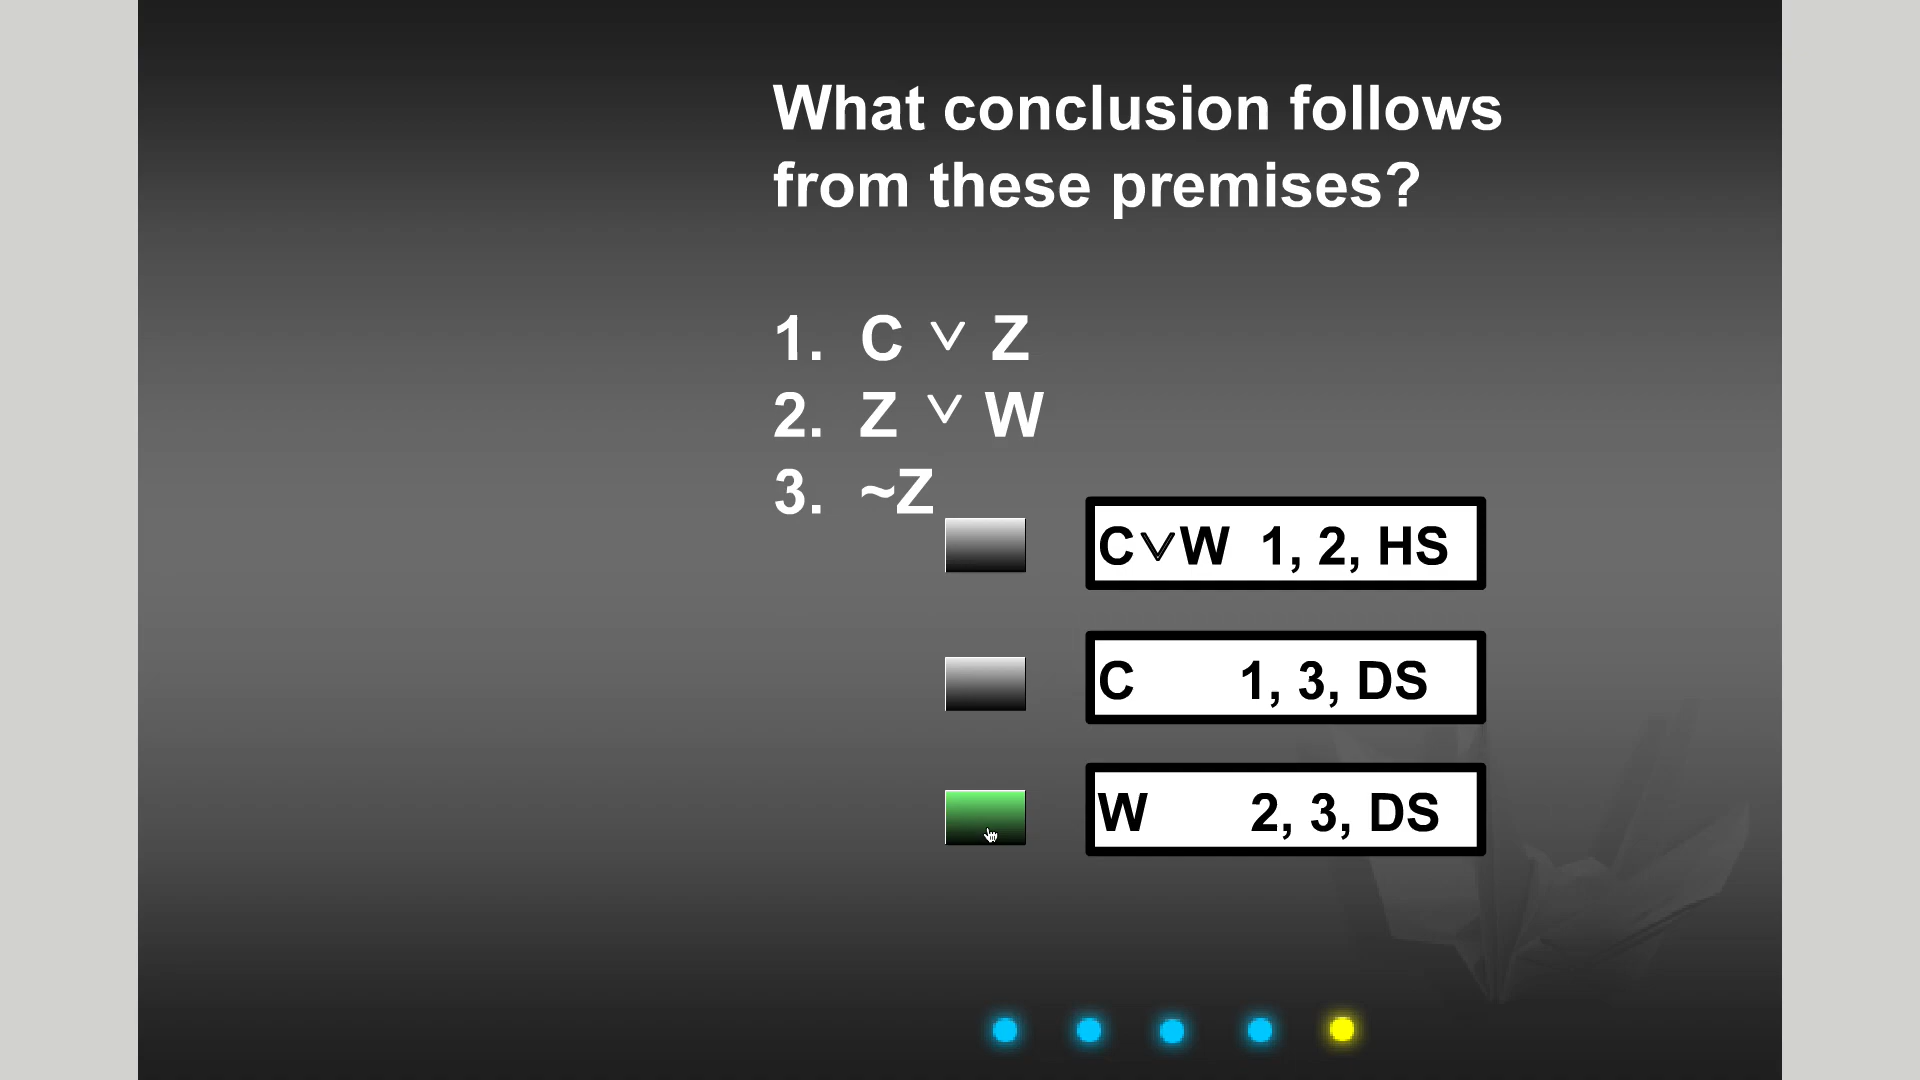 What conclusion follows
from these premises?
1. C ∨ Z
2. Z ∨ W
3. ~Z
C∨W 1, 2, HS
C 1, 3, DS
W 2, 3, DS